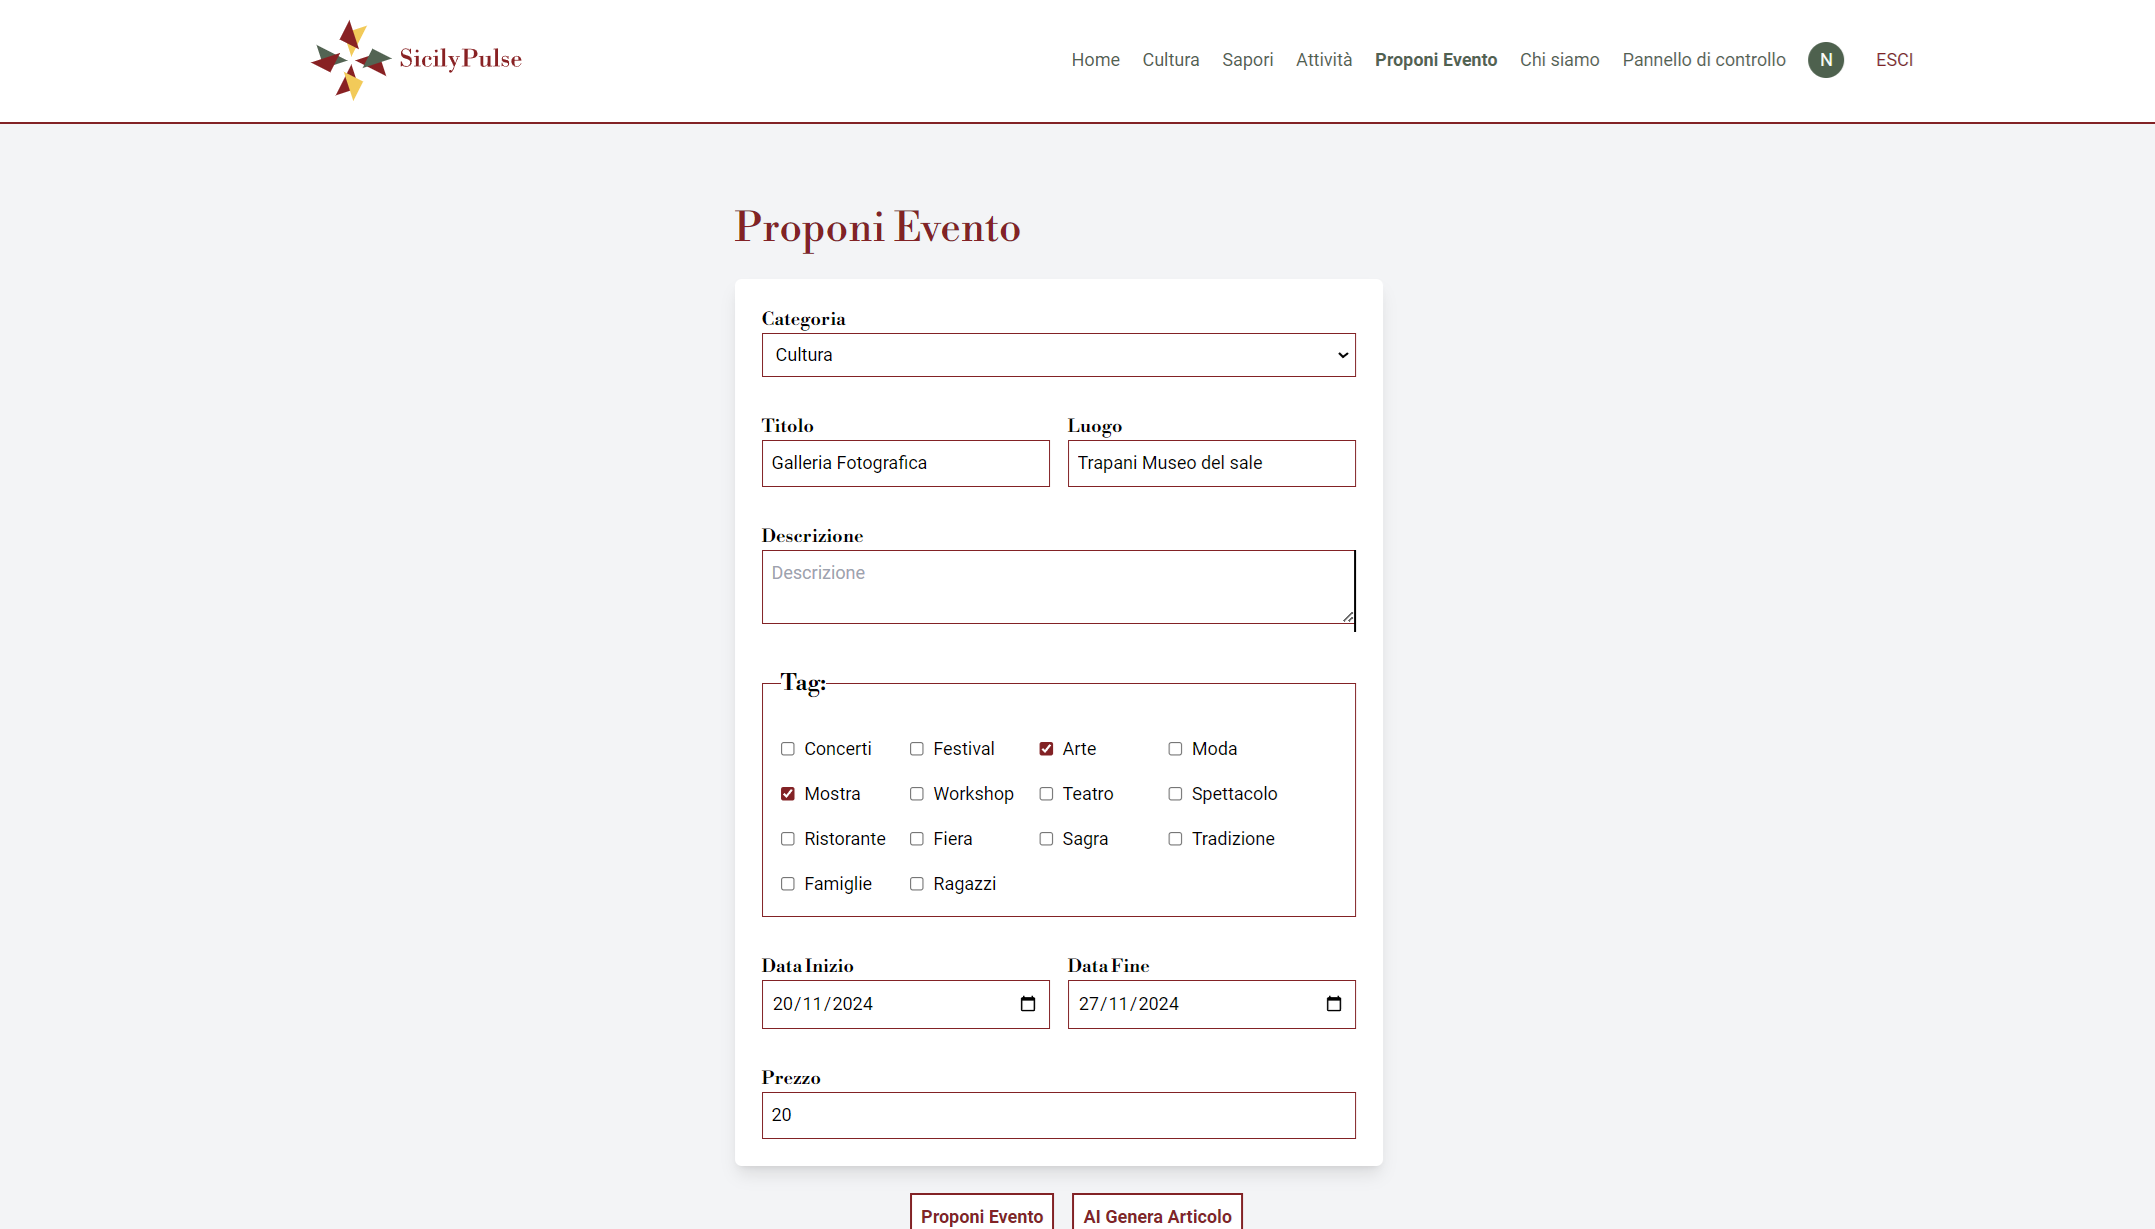 SicilyPulse
Home Cultura Sapori Attività Proponi Evento Chi siamo Pannello di controllo N ESCI
Proponi Evento
Categoria
Cultura
Titolo Luogo
Galleria Fotografica Trapani Museo del sale
Descrizione
Descrizione
Tag:
Concerti Festival Arte Moda
Mostra Workshop Teatro Spettacolo
Ristorante Fiera Sagra Tradizione
Famiglie Ragazzi
Data Inizio Data Fine
20/11/2024 27/11/2024
Prezzo
20
Proponi Evento AI Genera Articolo